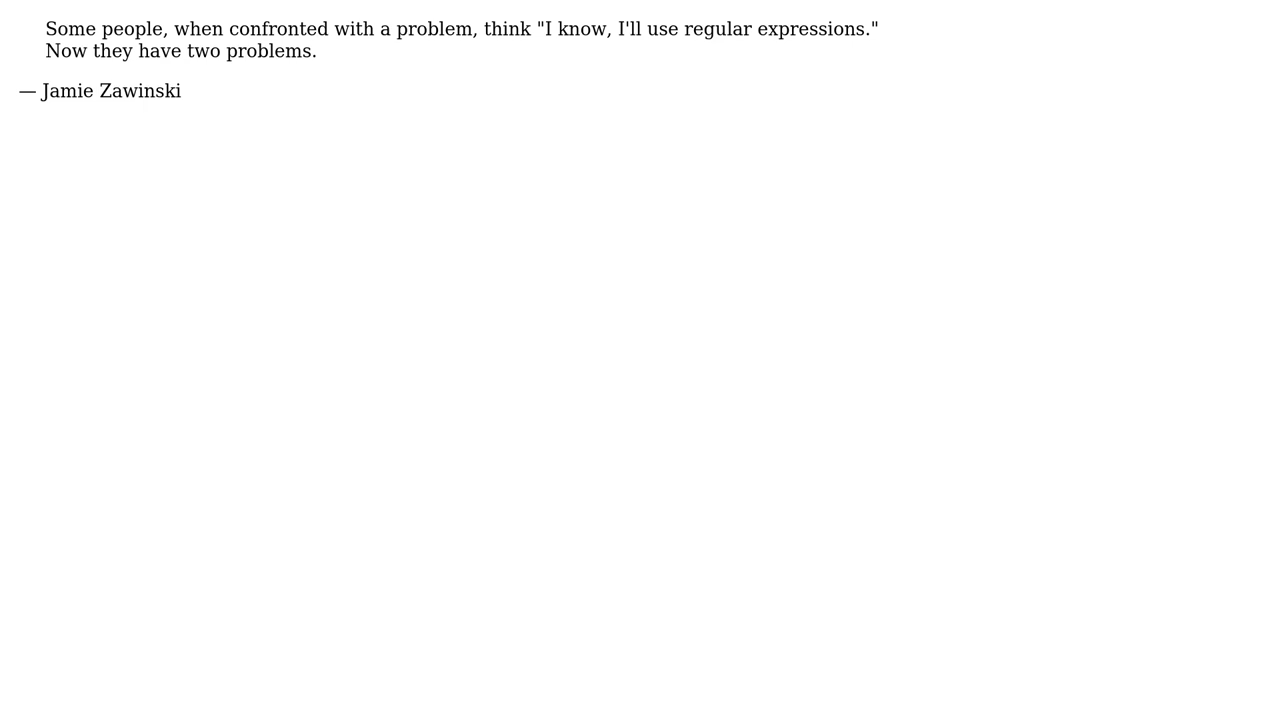 Some people, when confronted with a problem, think "I know, I'll use regular expressions."
Now they have two problems.
— Jamie Zawinski